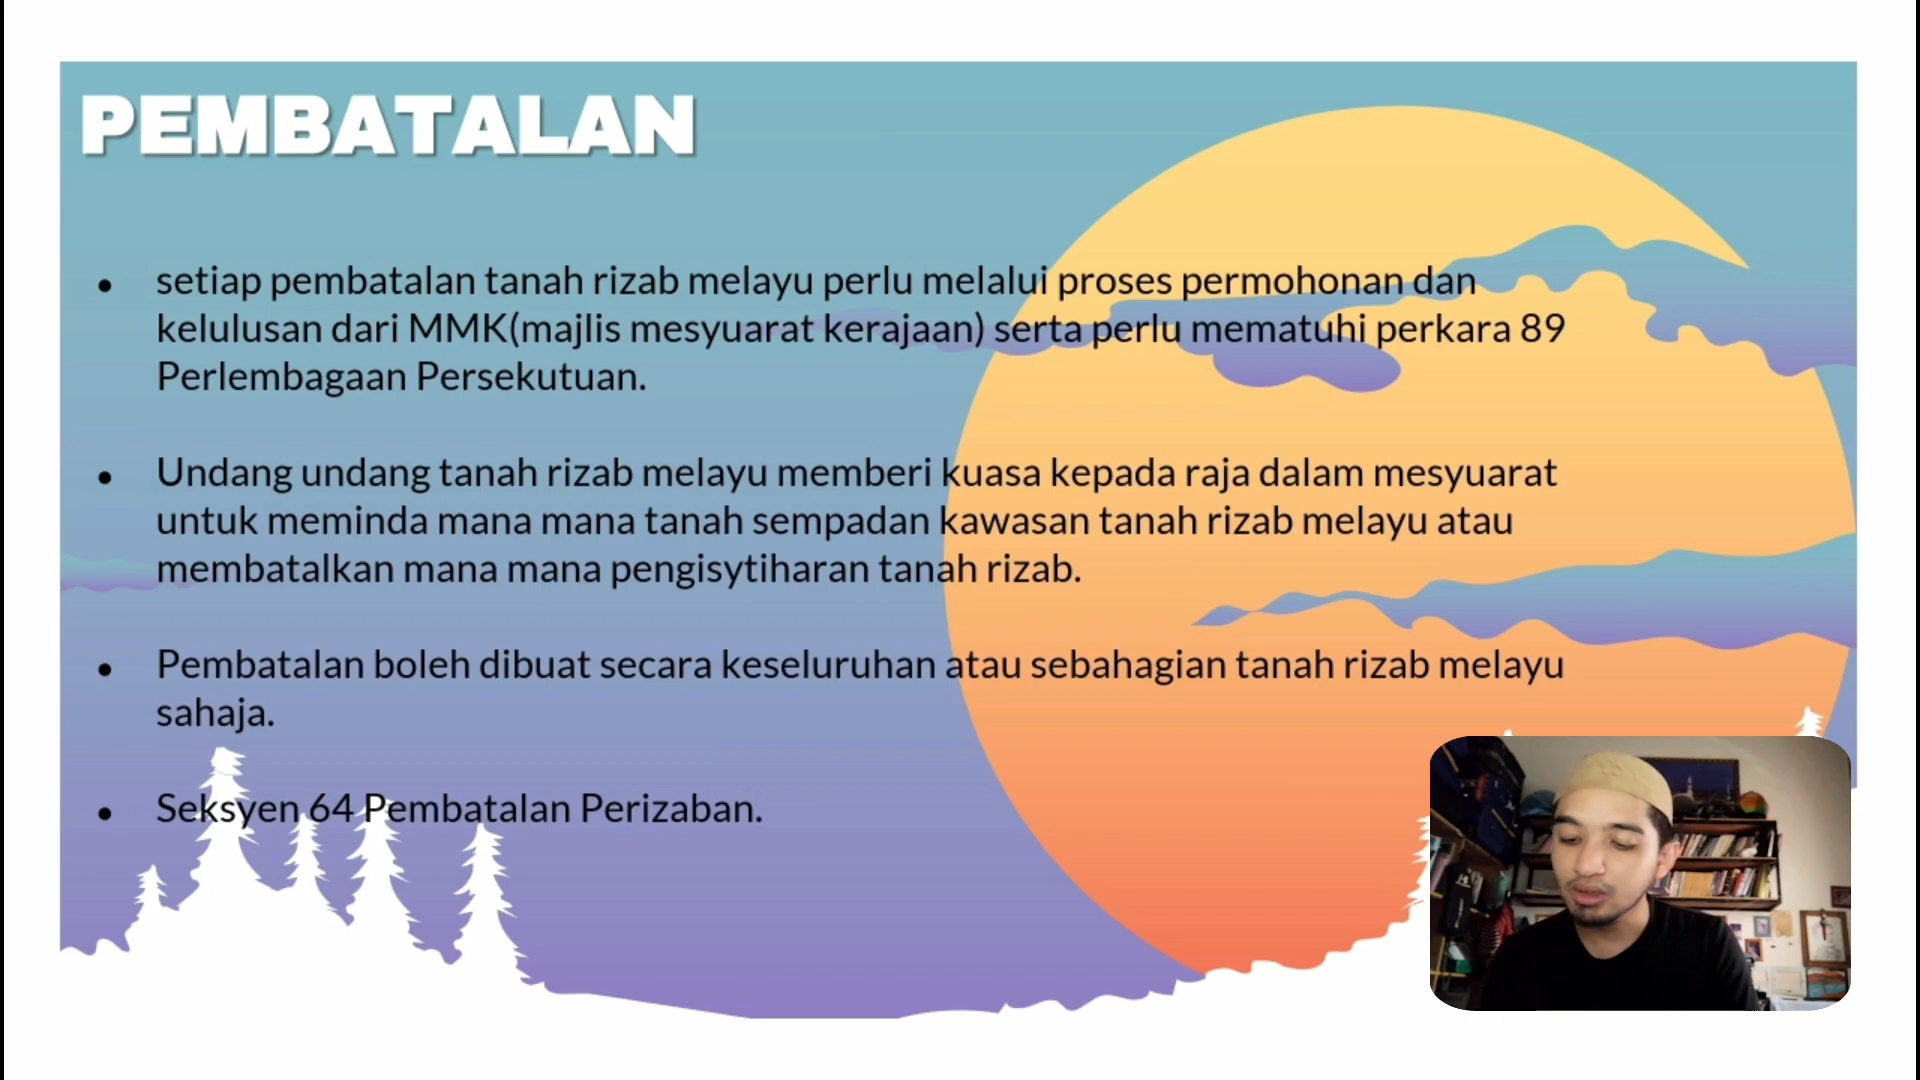 PEMBATALAN
• setiap pembatalan tanah rizab melayu perlu melalui proses permohonan dan
kelulusan dari MMK(majlis mesyuarat kerajaan) serta perlu mematuhi perkara 89
Perlembagaan Persekutuan.
• Undang undang tanah rizab melayu memberi kuasa kepada raja dalam mesyuarat
untuk meminda mana mana tanah sempadan kawasan tanah rizab melayu atau
membatalkan mana mana pengisytiharan tanah rizab.
• Pembatalan boleh dibuat secara keseluruhan atau sebahagian tanah rizab melayu
sahaja.
• Seksyen 64 Pembatalan Perizaban.